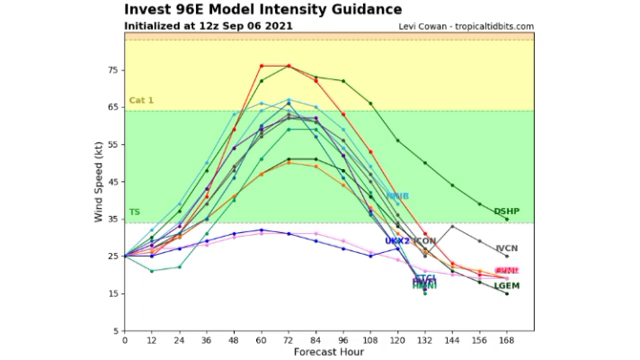 Invest 96E Model Intensity Guidance
Initialized at 12z Sep 06 2021
Levi Cowan - tropicaltidbits.com
Wind Speed (kt)
75
65
55
45
35
25
15
5
Cat 1
TS
DSHP
IVCN
UKX2
ICON
LGEM
0 12 24 36 48 60 72 84 96 108 120 132 144 156 168
Forecast Hour